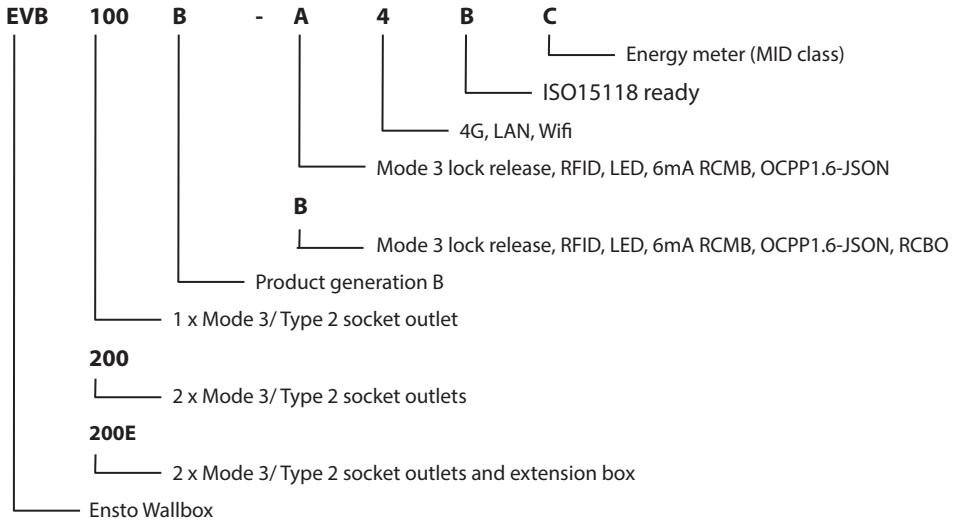 EVB 100 B - A 4 B C
Energy meter (MID class)
ISO15118 ready
4G, LAN, Wifi
Mode 3 lock release, RFID, LED, 6mA RCMB, OCPP1.6-JSON
B
Mode 3 lock release, RFID, LED, 6mA RCMB, OCPP1.6-JSON, RCBO
Product generation B
1 x Mode 3/ Type 2 socket outlet
200
2 x Mode 3/ Type 2 socket outlets
200E
2 x Mode 3/ Type 2 socket outlets and extension box
Ensto Wallbox